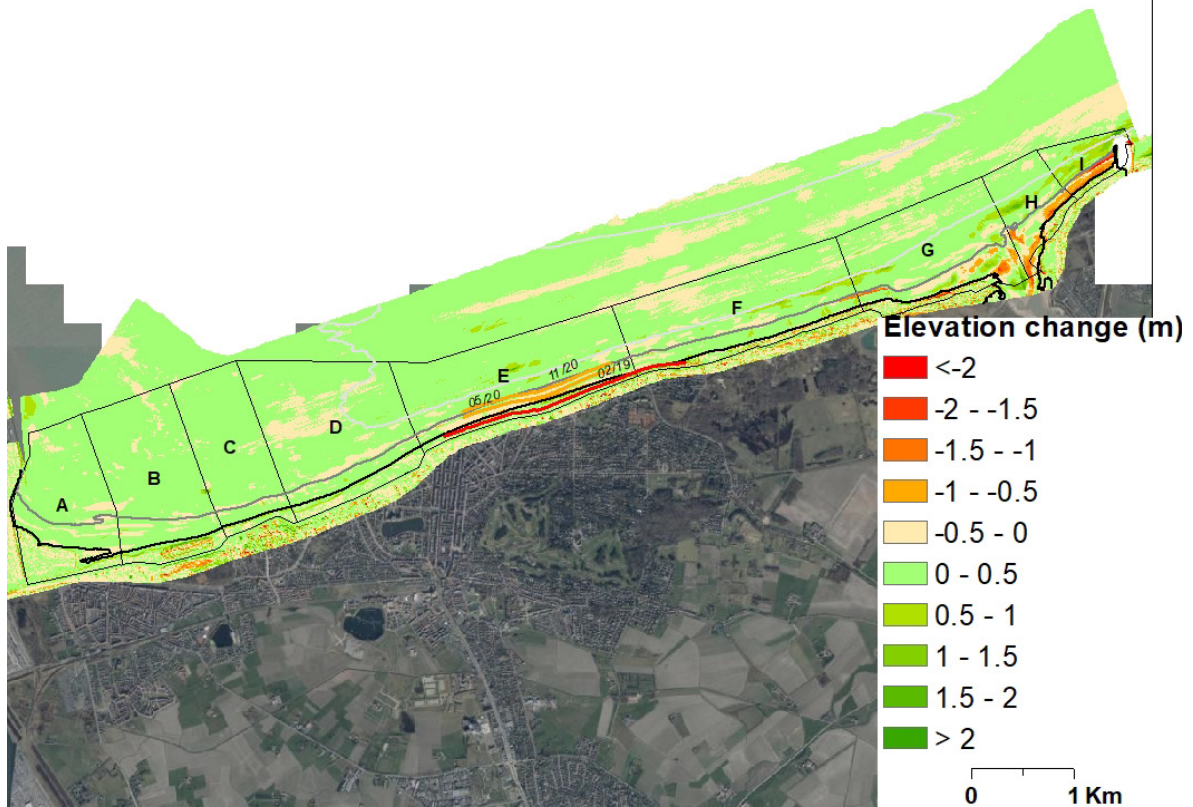 I
H
G
F
E
11/20
02/19
05/20
D
C
B
A
Elevation change (m)
<-2
-2 - -1.5
-1.5 - -1
-1 - -0.5
-0.5 - 0
0 - 0.5
0.5 - 1
1 - 1.5
1.5 - 2
> 2
0 1 Km